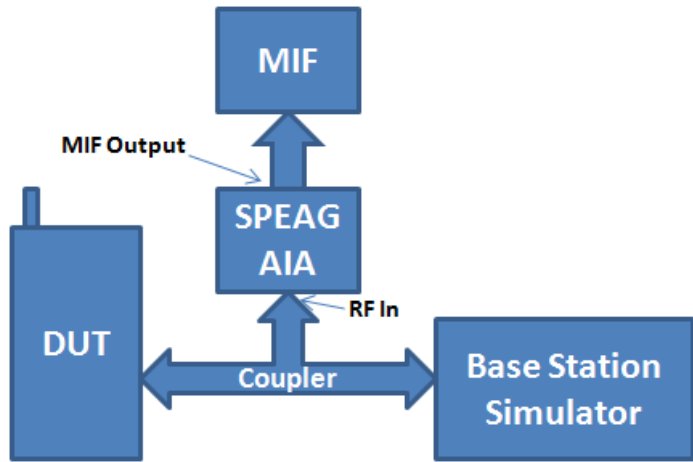 MIF
MIF Output
SPEAG
AIA
RF In
DUT
Coupler
Base Station
Simulator